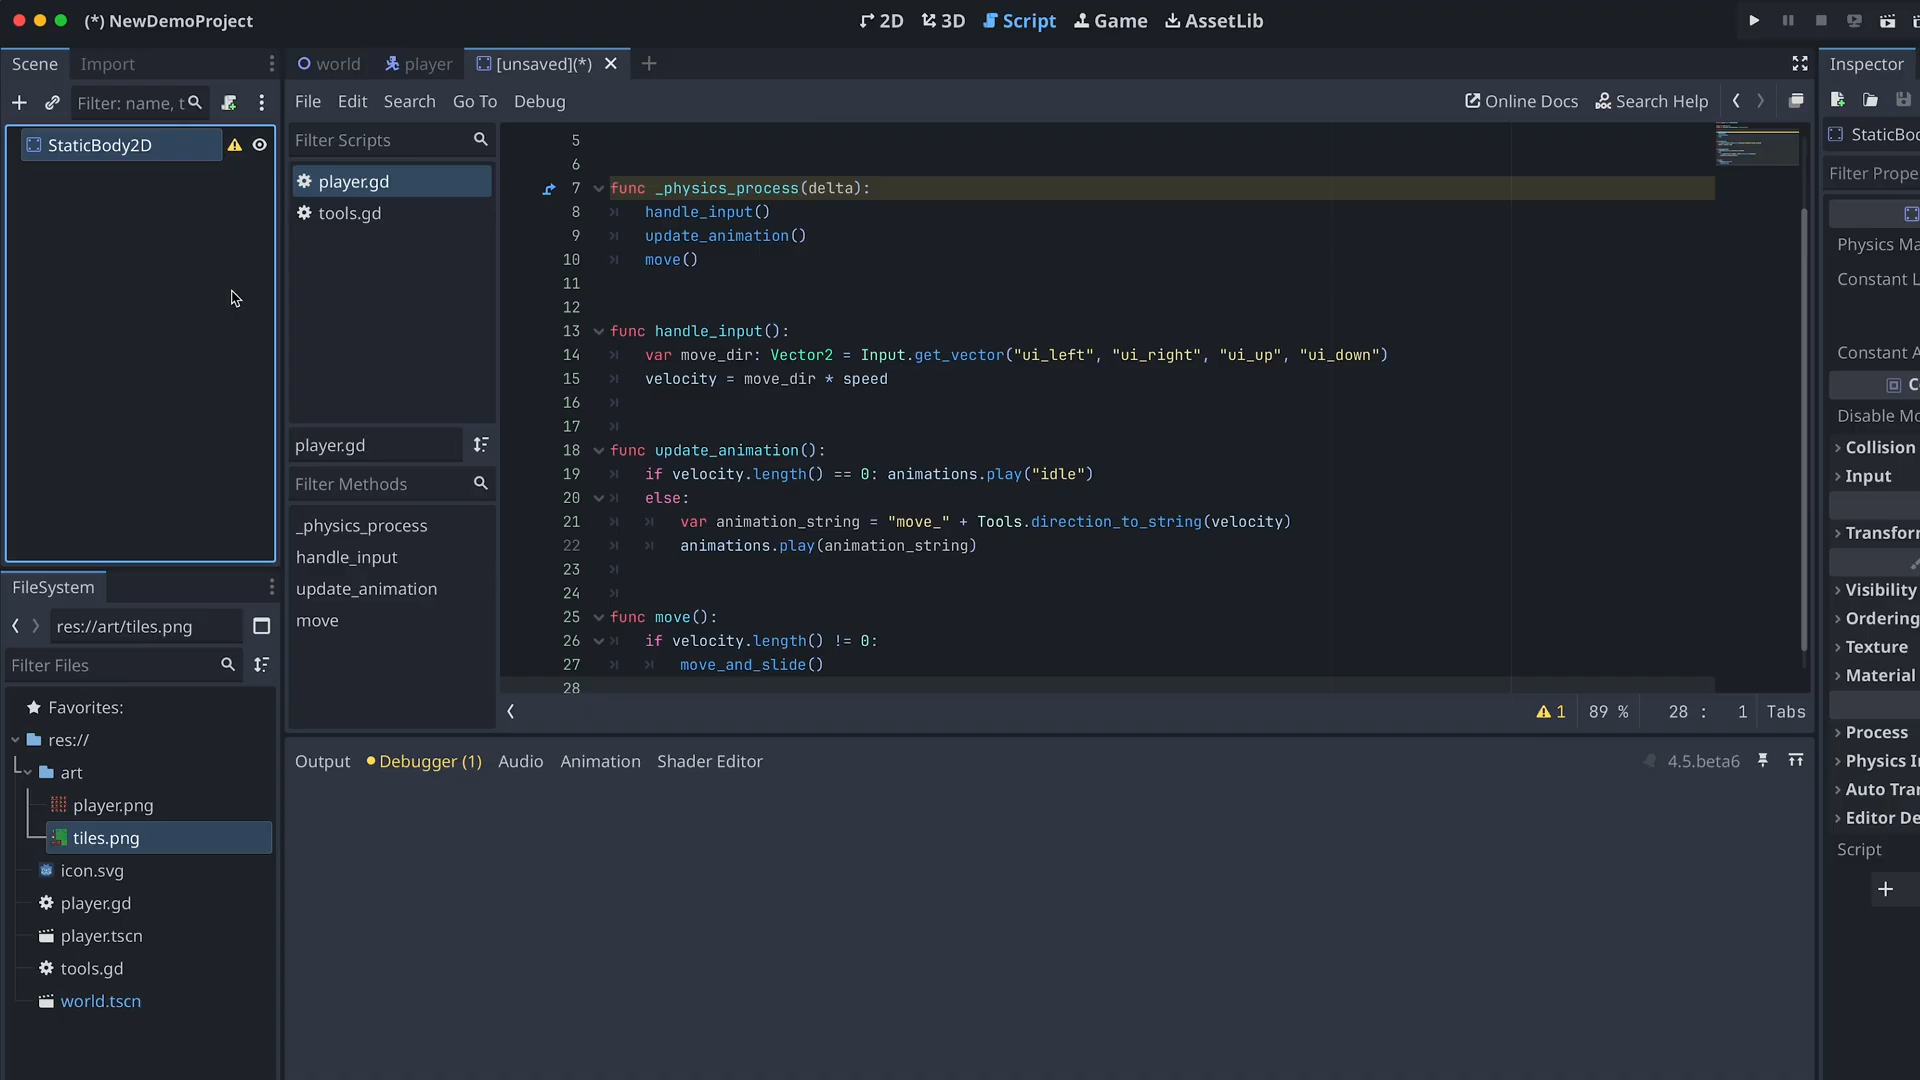 (*) NewDemoProject
2D 3D Script Game AssetLib
Scene Import
world player [unsaved](*)
Inspector
Filter: name, t
File Edit Search Go To Debug
Online Docs Search Help
StaticBody2D
Filter Scripts
player.gd
tools.gd
player.gd
Filter Methods
_physics_process
handle_input
update_animation
move
5
6
7 func _physics_process(delta):
8 handle_input()
9 update_animation()
10 move()
11
12
13 func handle_input():
14 var move_dir: Vector2 = Input.get_vector("ui_left", "ui_right", "ui_up", "ui_down")
15 velocity = move_dir * speed
16
17
18 func update_animation():
19 if velocity.length() == 0: animations.play("idle")
20 else:
21 var animation_string = "move_" + Tools.direction_to_string(velocity)
22 animations.play(animation_string)
23
24
25 func move():
26 if velocity.length() != 0:
27 move_and_slide()
28
1 89 % 28 : 1 Tabs
Output Debugger (1) Audio Animation Shader Editor
4.5.beta6
FileSystem
res://art/tiles.png
Filter Files
Favorites:
res://
art
player.png
tiles.png
icon.svg
player.gd
player.tscn
tools.gd
world.tscn
StaticBo
Filter Prope
Physics Ma
Constant L
Constant A
C
Disable Mo
Collision
Input
Transform
Visibility
Ordering
Texture
Material
Process
Physics In
Auto Tran
Editor De
Script